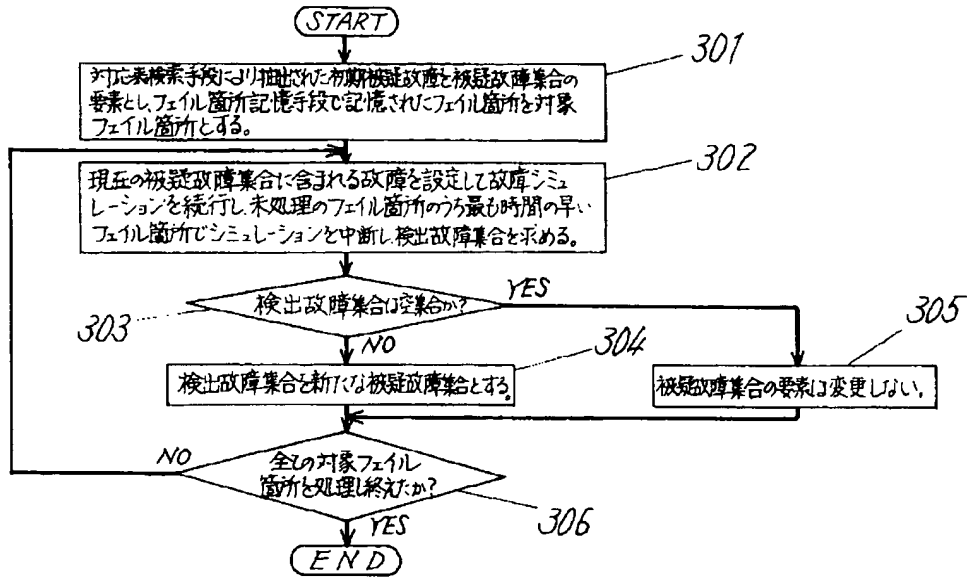 START
301
対応表検索手段により抽出された初期被疑故障を被疑故障集合の
要素とし、フェイル箇所記憶手段で記憶されたフェイル箇所を対象
フェイル箇所とする。
302
現在の被疑故障集合に含まれる故障を設定して故障シミュ
レーションを続行し、未処理のフェイル箇所のうち最も時間の早い
フェイル箇所でシミュレーションを中断し、検出故障集合を求める。
303
検出故障集合は空集合か?
YES
NO
304
検出故障集合を新たな被疑故障集合とする。
305
被疑故障集合の要素は変更しない。
NO
全ての対象フェイル
箇所を処理し終えたか?
306
YES
END